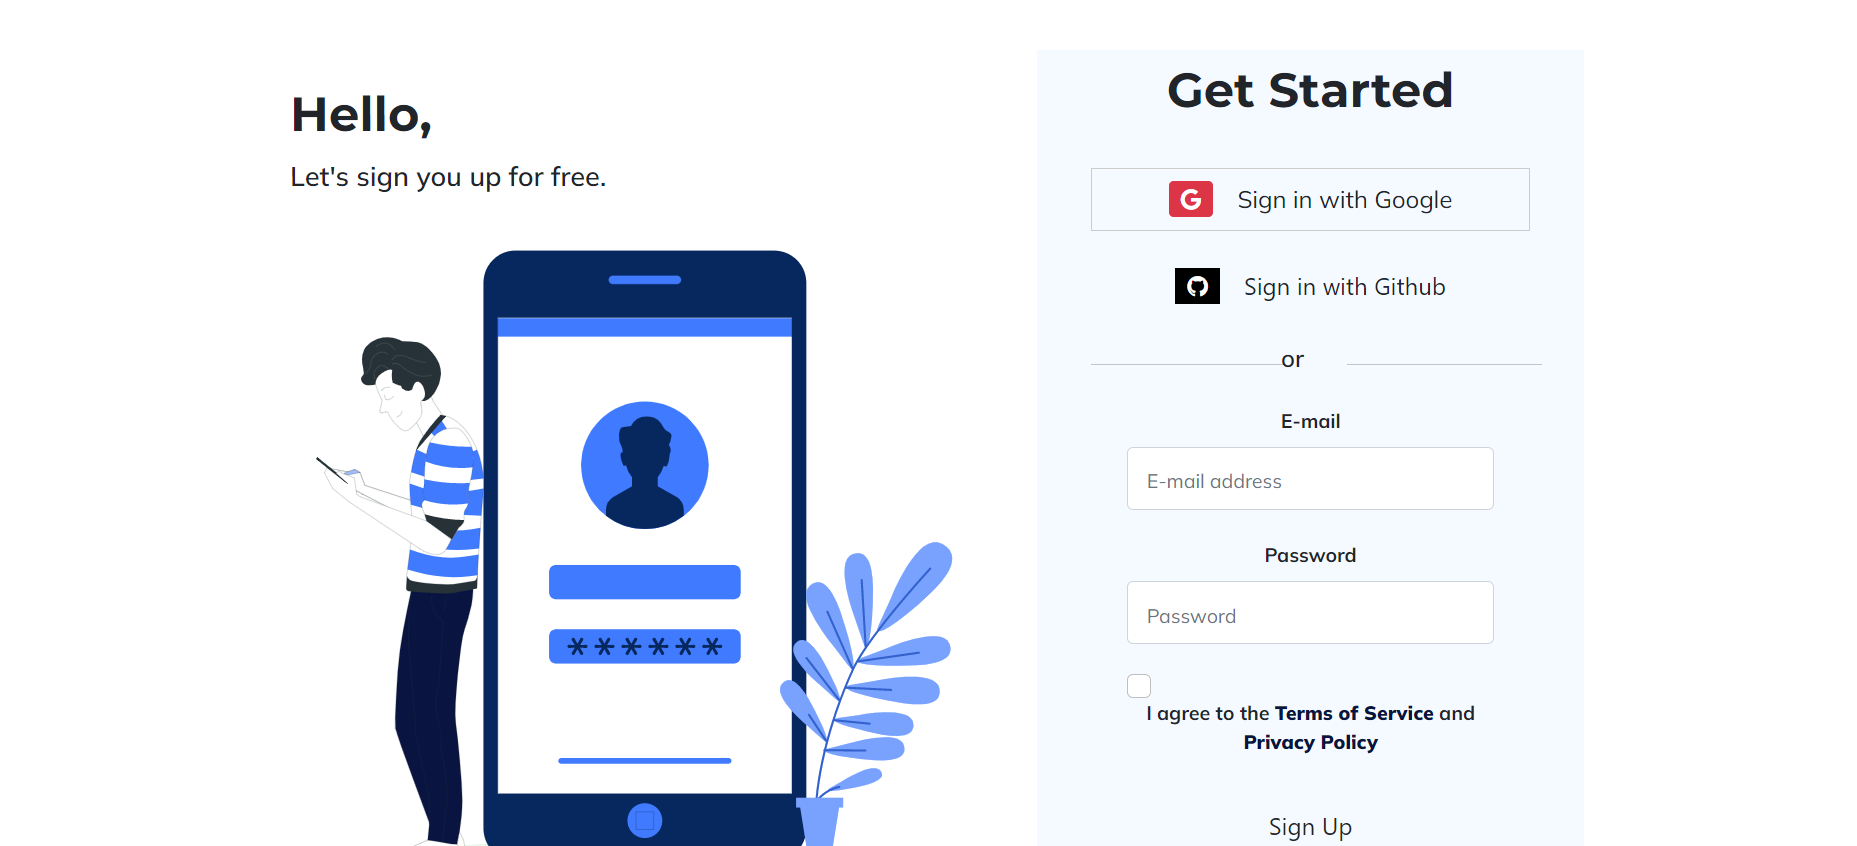 Hello,
Let's sign you up for free.
******
Get Started
G Sign in with Google
Sign in with Github
or
E-mail
E-mail address
Password
Password
I agree to the Terms of Service and
Privacy Policy
Sign Up